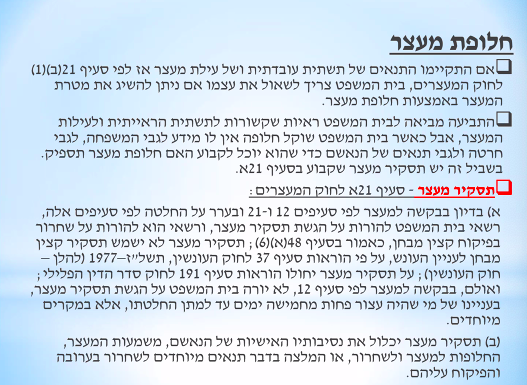 חלופת מעצר
אם התקיימו התנאים של תשתית עובדתית ושל עילת מעצר אז לפי סעיף 21(ב)(1)
לחוק המעצרים, בית המשפט צריך לשאול את עצמו אם ניתן להשיג את מטרת
המעצר באמצעות חלופת מעצר.
התביעה מביאה לבית המשפט ראיות שקשורות לתשתית הראייתית ולעילות
המעצר, אבל כאשר בית המשפט שוקל חלופה אין לו מידע לגבי המשפחה, לגבי
חרטה ולגבי תנאים של הנאשם כדי שהוא יוכל לקבוע האם חלופת מעצר תספיק.
בשביל זה יש תסקיר מעצר שקבוע בסעיף 21א.
תסקיר מעצר - סעיף 21א לחוק המעצרים :
א) בדיון בבקשה למעצר לפי סעיפים 12 ו-21 ובערר על החלטה לפי סעיפים אלה,
רשאי בית המשפט להורות על הגשת תסקיר מעצר, ורשאי הוא להורות על שחרור
בפיקוח קצין מבחן, כאמור בסעיף 48(א)(6); תסקיר מעצר לא ישמש תסקיר קצין
מבחן לעניין העונש, על פי הוראות סעיף 37 לחוק העונשין, תשל״ז–1977 (להלן –
חוק העונשין); על תסקיר מעצר יחולו הוראות סעיף 191 לחוק סדר הדין הפלילי;
ואולם, בבקשה למעצר לפי סעיף 12, לא יורה בית המשפט על הגשת תסקיר מעצר,
בעניינו של מי שהיה עצור פחות מחמישה ימים עד למתן החלטתו, אלא במקרים
מיוחדים.
(ב) תסקיר מעצר יכלול את נסיבותיו האישיות של הנאשם, משמעות המעצר,
החלופות למעצר ולשחרור, או המלצה בדבר תנאים מיוחדים לשחרור בערובה
והפיקוח עליהם.